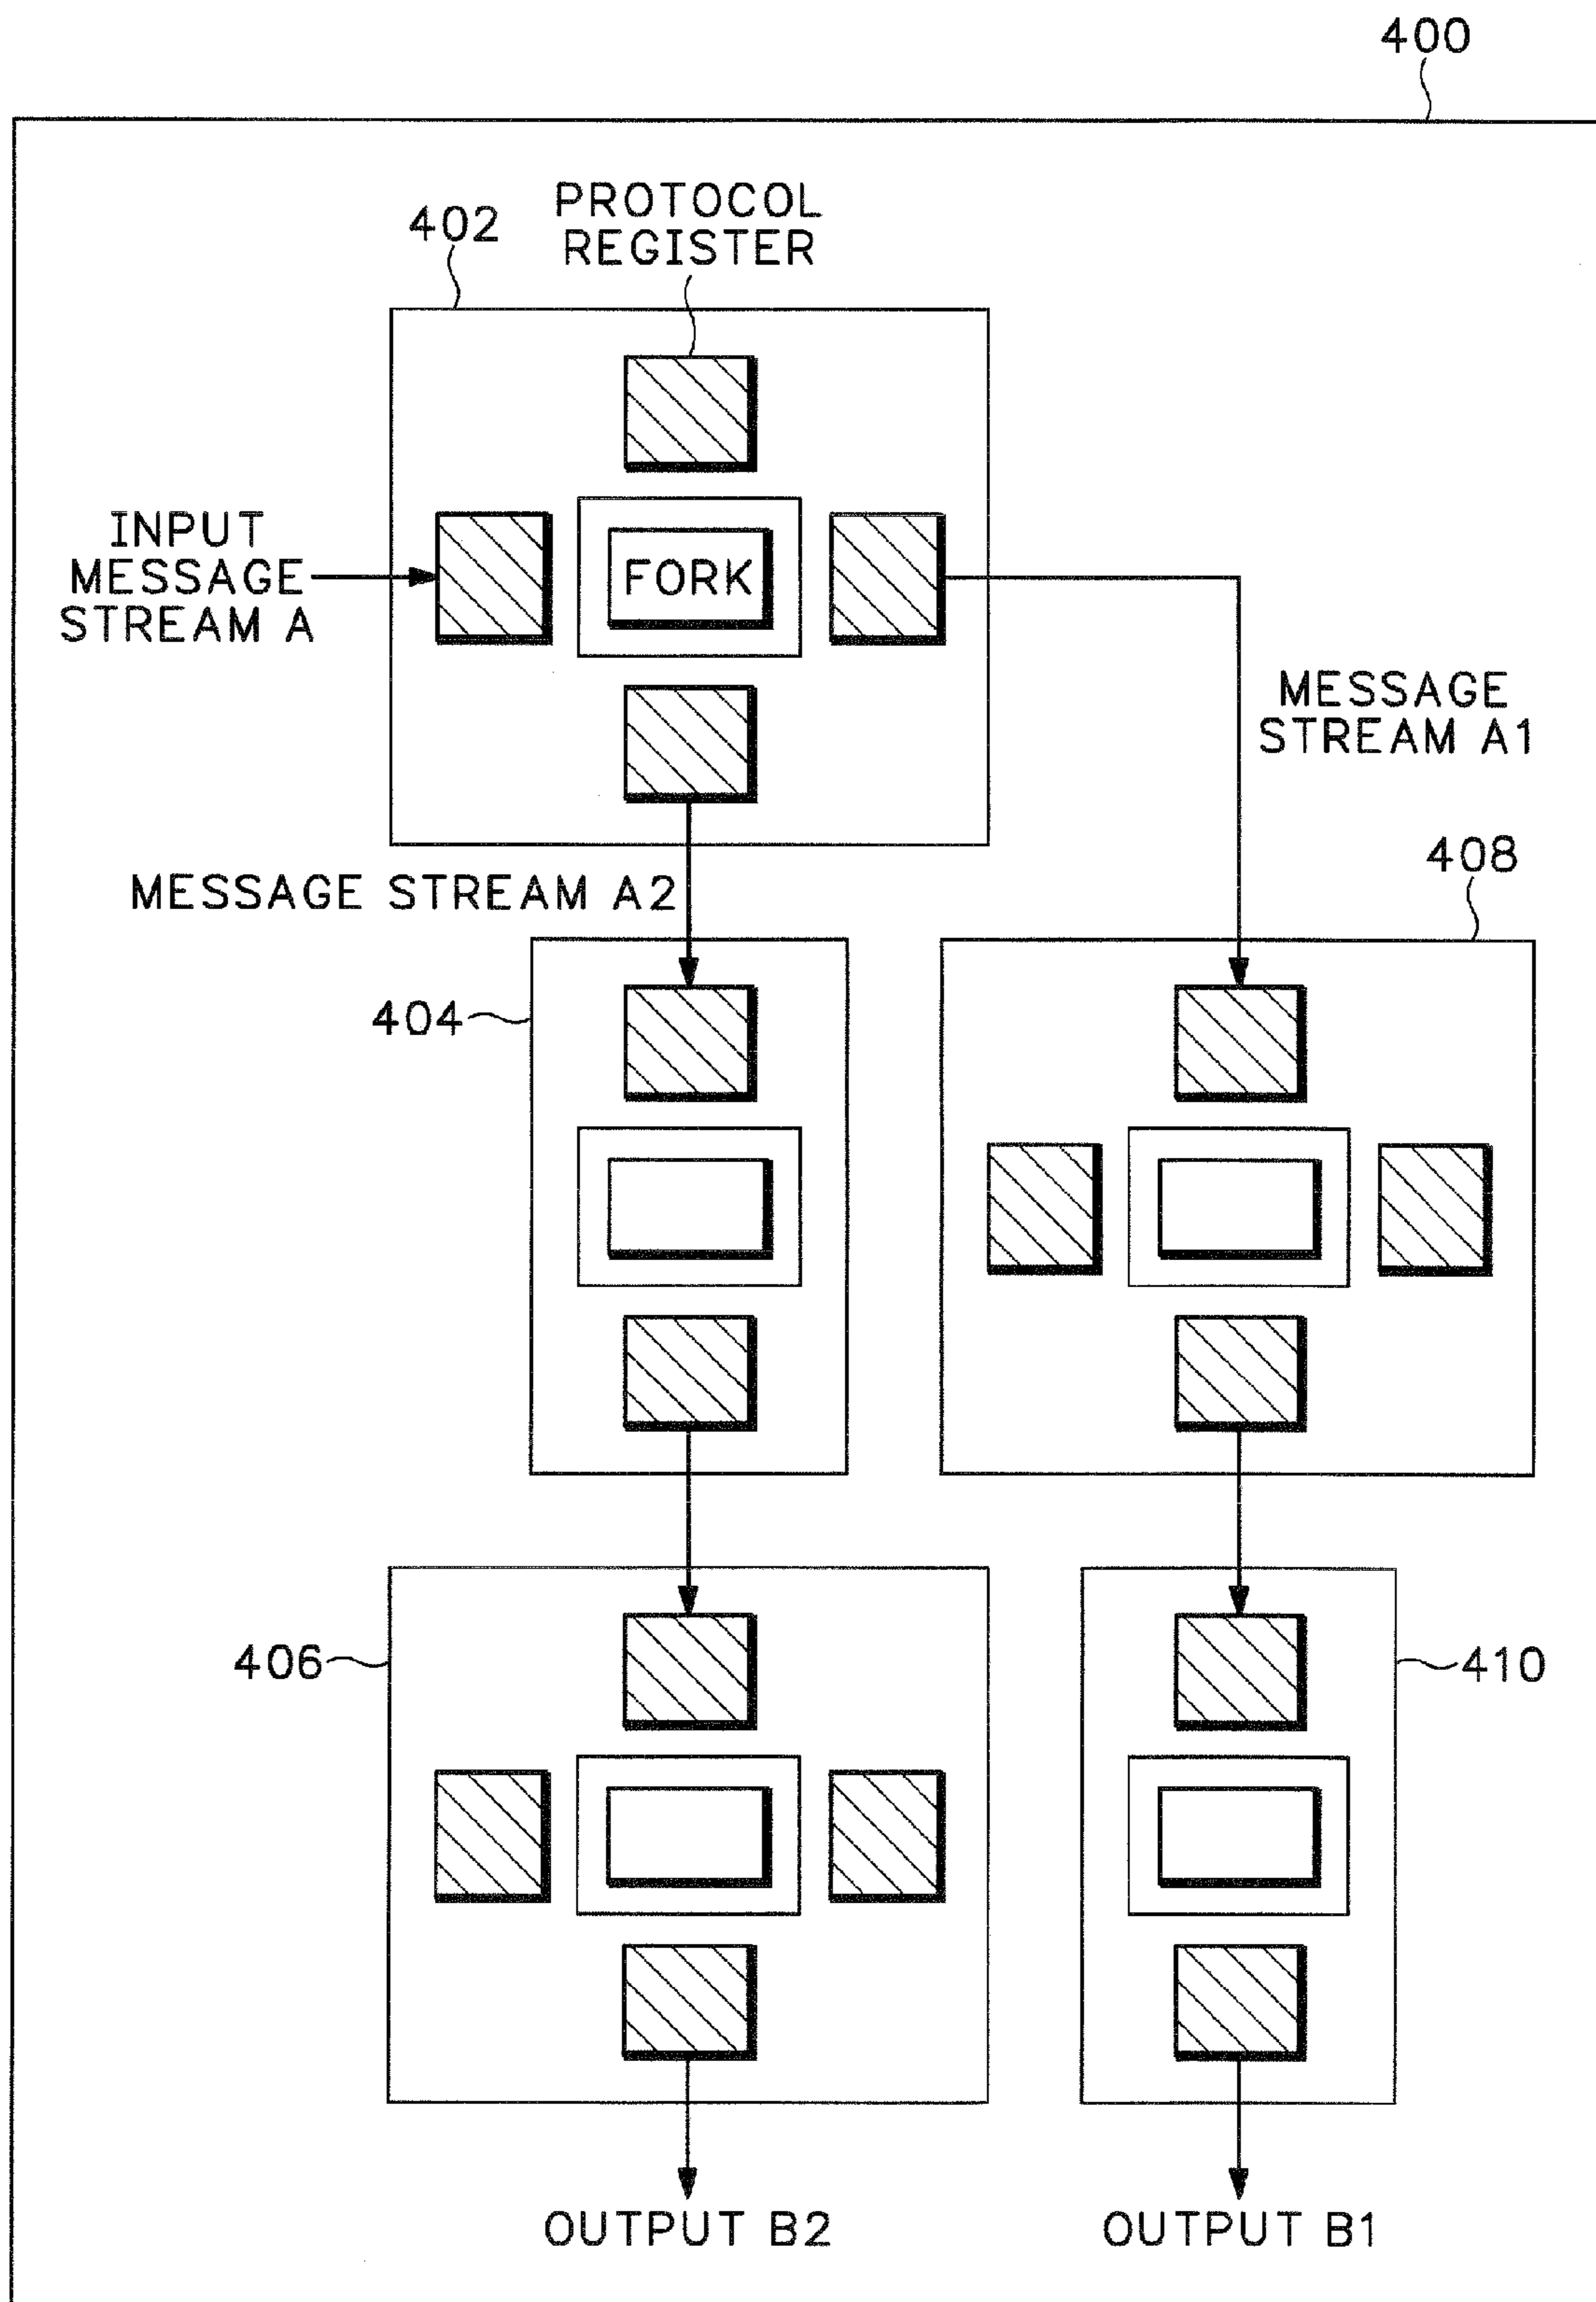 400
402
PROTOCOL
REGISTER
INPUT
MESSAGE
STREAM A
FORK
MESSAGE
STREAM A1
MESSAGE STREAM A2
408
404
406
410
OUTPUT B2
OUTPUT B1